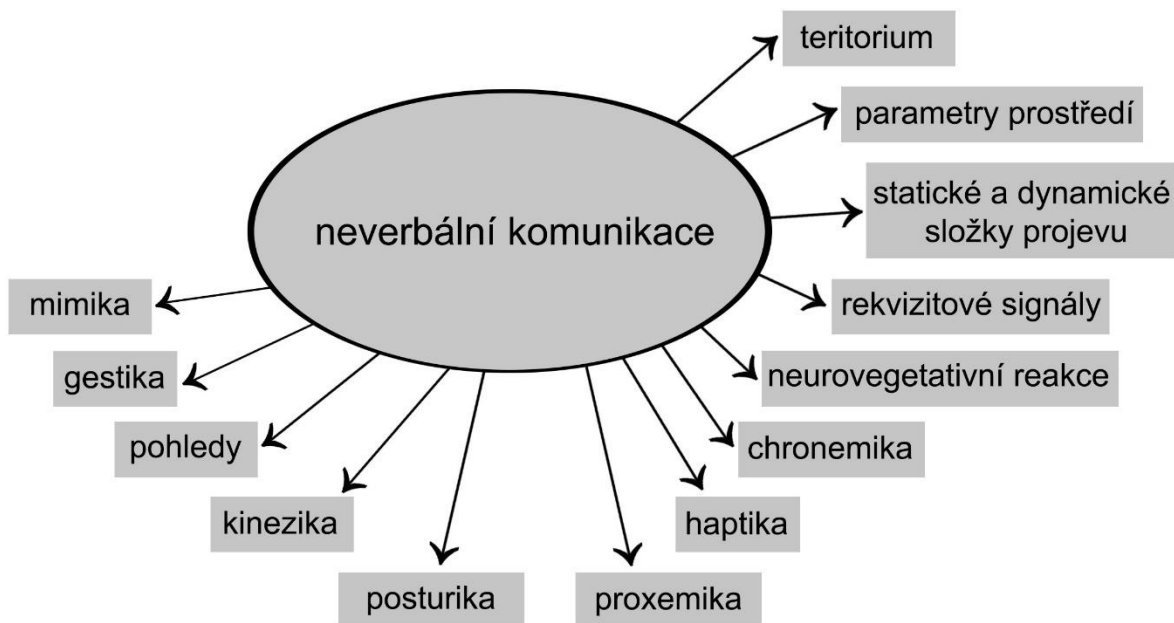 teritorium
parametry prostředí
statické a dynamické
složky projevu
neverbální komunikace
rekvizitové signály
mimika
neurovegetativní reakce
gestika
chronemika
pohledy
haptika
kinezika
posturika
proxemika